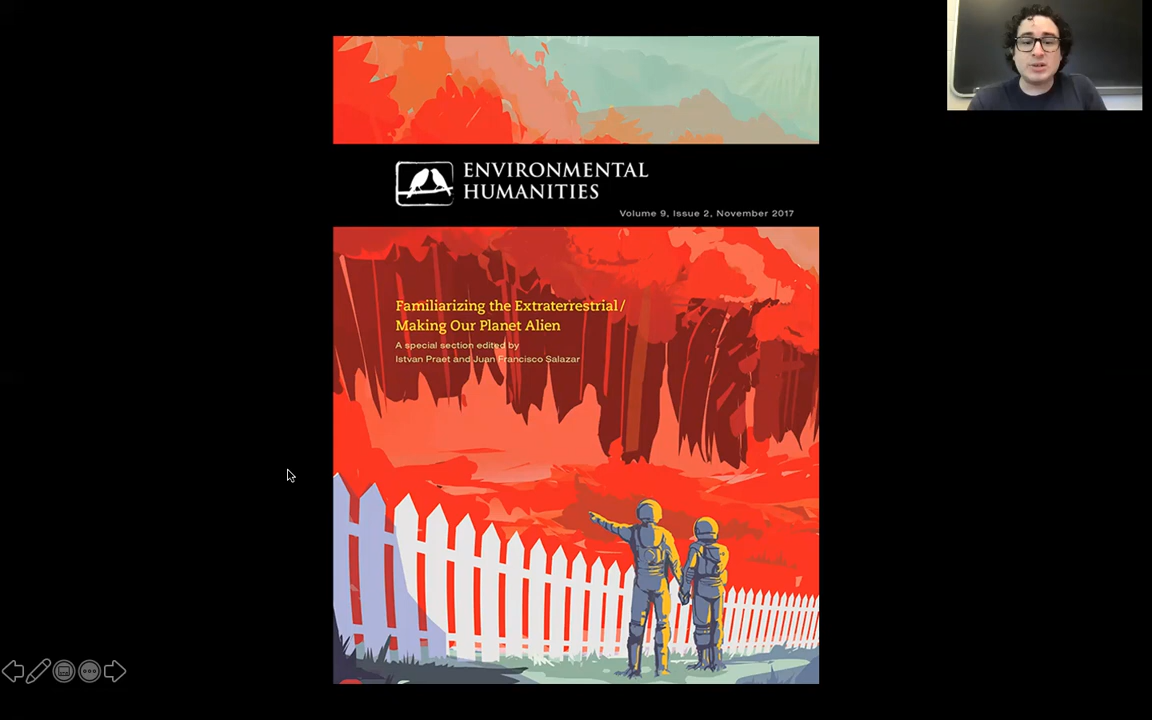 ENVIRONMENTAL
HUMANITIES
Volume 9, Issue 2, November 2017
Familiarizing the Extraterrestrial /
Making Our Planet Alien
A special section edited by
Istvan Praet and Juan Francisco Salazar